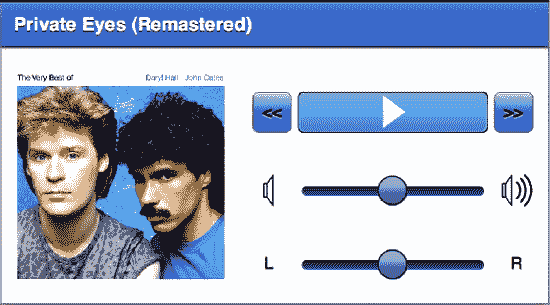 Private Eyes (Remastered)
The Very Best of Daryl Hall John Oates
<< >>
L R